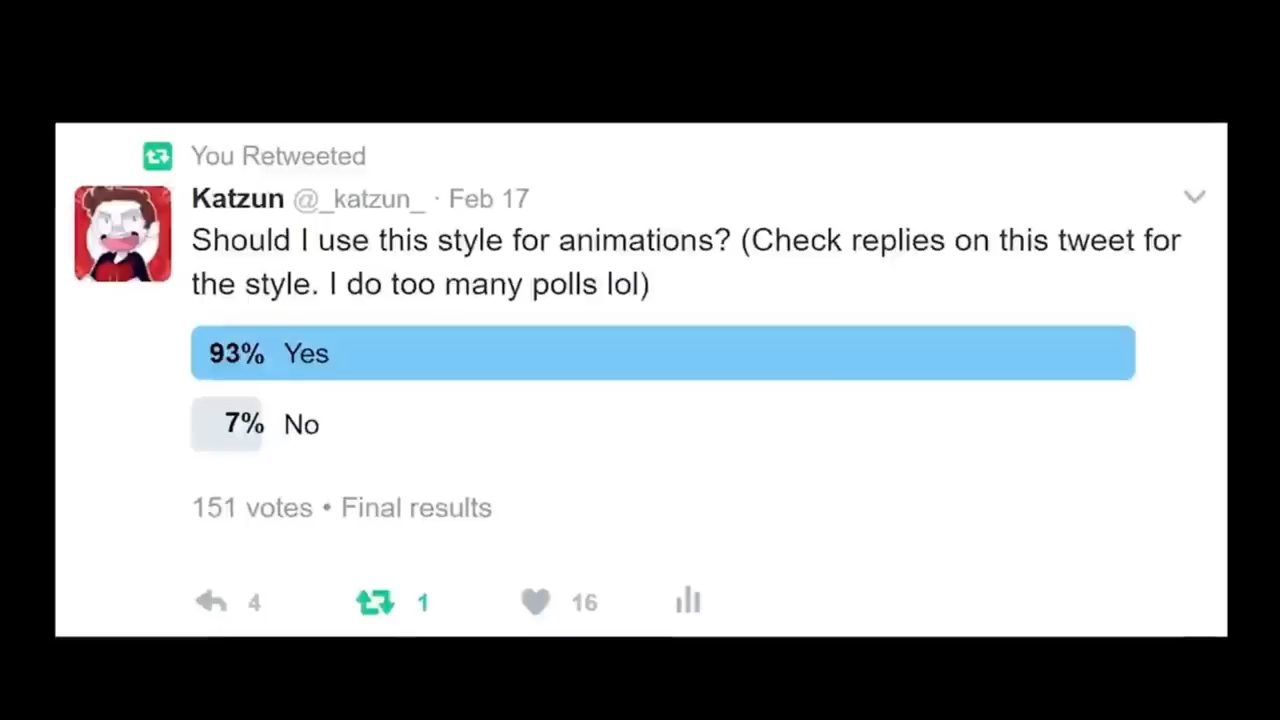 You Retweeted
Katzun @_katzun_ · Feb 17
Should I use this style for animations? (Check replies on this tweet for
the style. I do too many polls lol)
93% Yes
7% No
151 votes • Final results
4 1 16